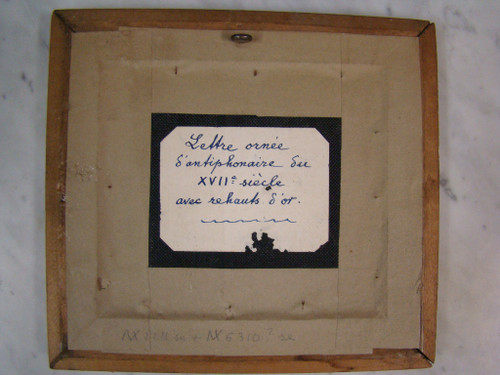 Lettre ornée
d'antiphonaire du
XVIIe siècle
avec rehauts d'or.